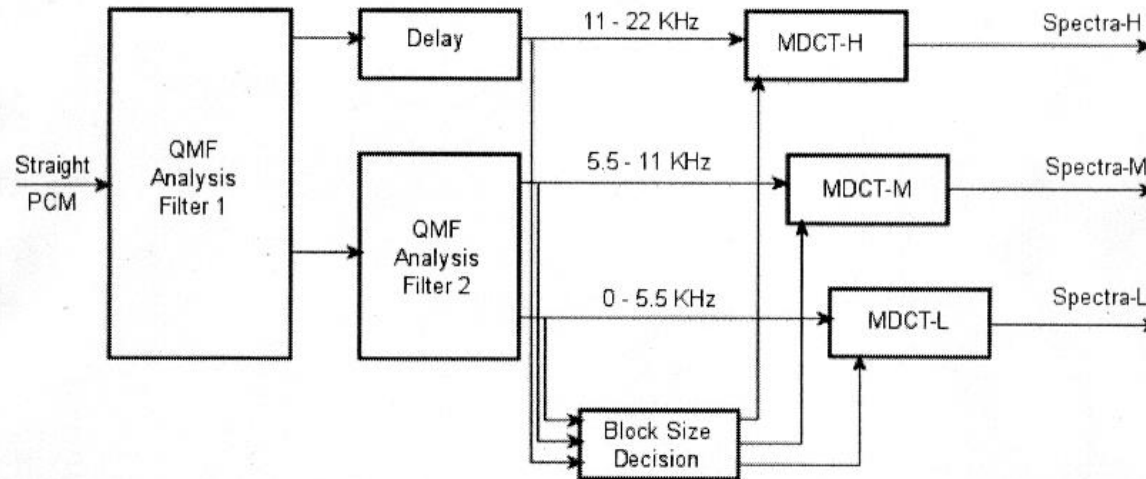 Straight
PCM
QMF
Analysis
Filter 1
Delay
QMF
Analysis
Filter 2
11 - 22 KHz
5.5 - 11 KHz
0 - 5.5 KHz
Block Size
Decision
MDCT-H
MDCT-M
MDCT-L
Spectra-H
Spectra-M
Spectra-L